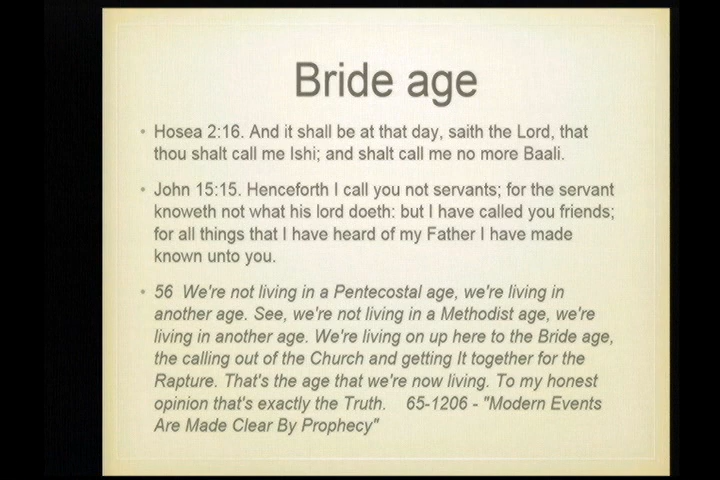 Bride age
• Hosea 2:16. And it shall be at that day, saith the Lord, that
thou shalt call me Ishi; and shalt call me no more Baali.
• John 15:15. Henceforth I call you not servants; for the servant
knoweth not what his lord doeth: but I have called you friends;
for all things that I have heard of my Father I have made
known unto you.
• 56 We're not living in a Pentecostal age, we're living in
another age. See, we're not living in a Methodist age, we're
living in another age. We're living on up here to the Bride age,
the calling out of the Church and getting It together for the
Rapture. That's the age that we're now living. To my honest
opinion that's exactly the Truth. 65-1206 - "Modern Events
Are Made Clear By Prophecy"